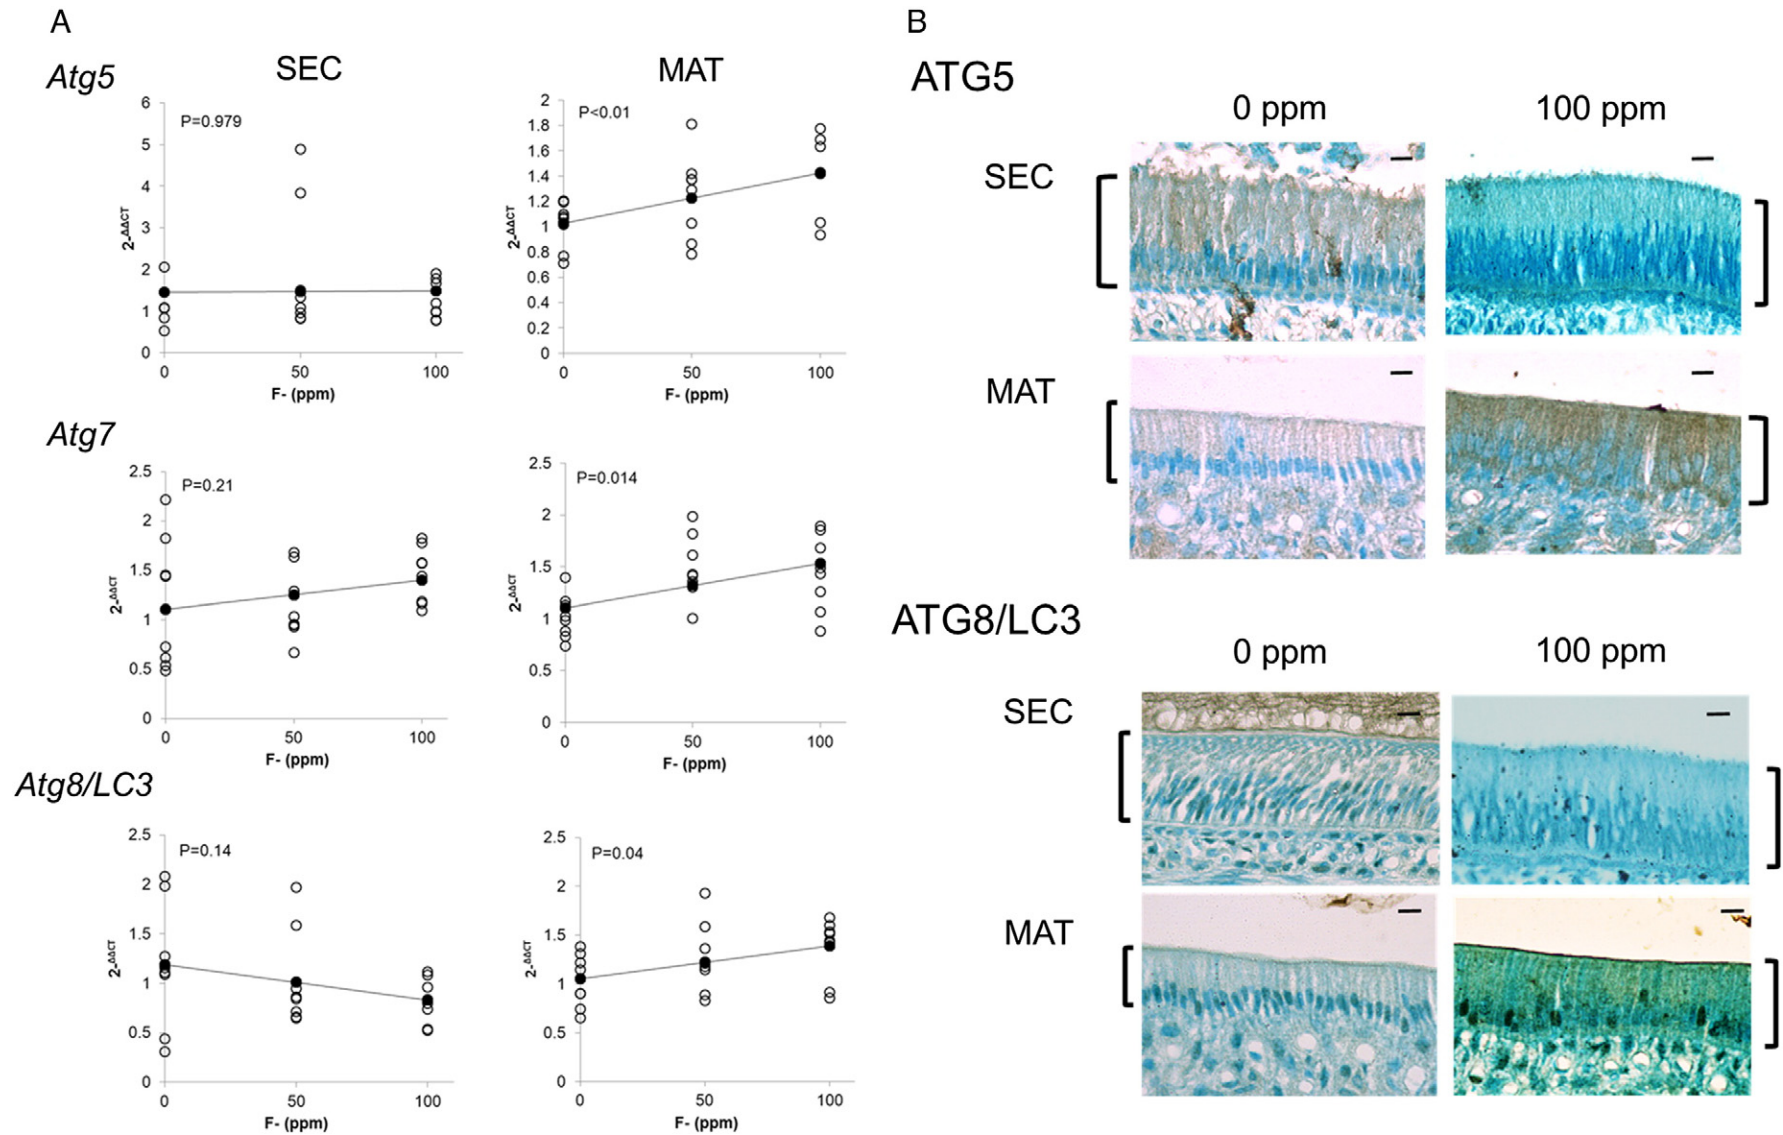 A
B
SEC
MAT
Atg5
6
5
4
3
2
1
0
2-ΔΔCT
P=0.979
0
50
100
F- (ppm)
2
1.8
1.6
1.4
1.2
1
0.8
0.6
0.4
0.2
0
2-ΔΔCT
P<0.01
0
50
100
F- (ppm)
Atg7
2.5
2
1.5
1
0.5
0
2-ΔΔCT
P=0.21
0
50
100
F- (ppm)
2.5
2
1.5
1
0.5
0
2-ΔΔCT
P=0.014
0
50
100
F- (ppm)
Atg8/LC3
2.5
2
1.5
1
0.5
0
2-ΔΔCT
P=0.14
0
50
100
F- (ppm)
2.5
2
1.5
1
0.5
0
2-ΔΔCT
P=0.04
0
50
100
F- (ppm)
ATG5
0 ppm
100 ppm
SEC
MAT
ATG8/LC3
0 ppm
100 ppm
SEC
MAT